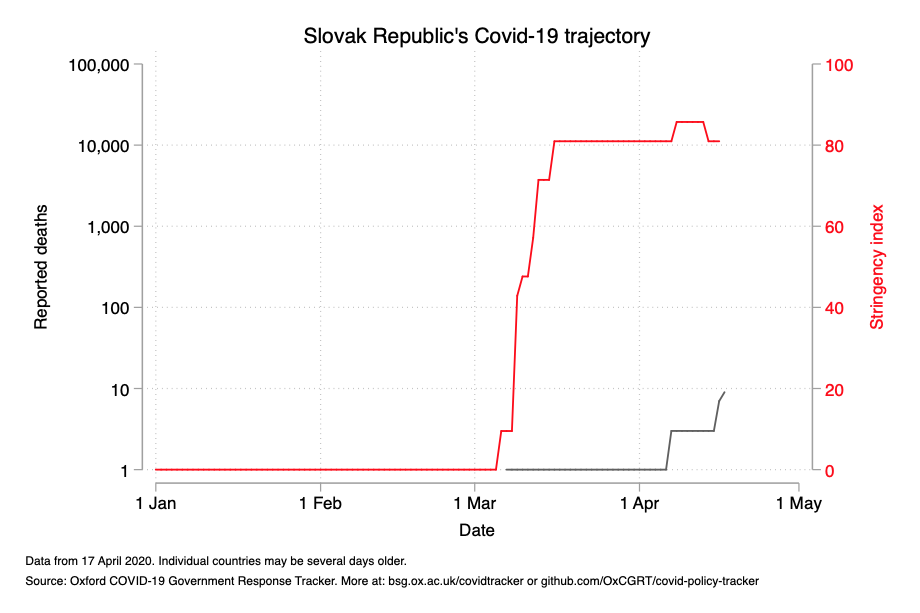 Slovak Republic's Covid-19 trajectory
100,000
10,000
1,000
100
10
1
Reported deaths
100
80
60
40
20
0
Stringency index
1 Jan
1 Feb
1 Mar
1 Apr
1 May
Date
Data from 17 April 2020. Individual countries may be several days older.
Source: Oxford COVID-19 Government Response Tracker. More at: bsg.ox.ac.uk/covidtracker or github.com/OxCGRT/covid-policy-tracker